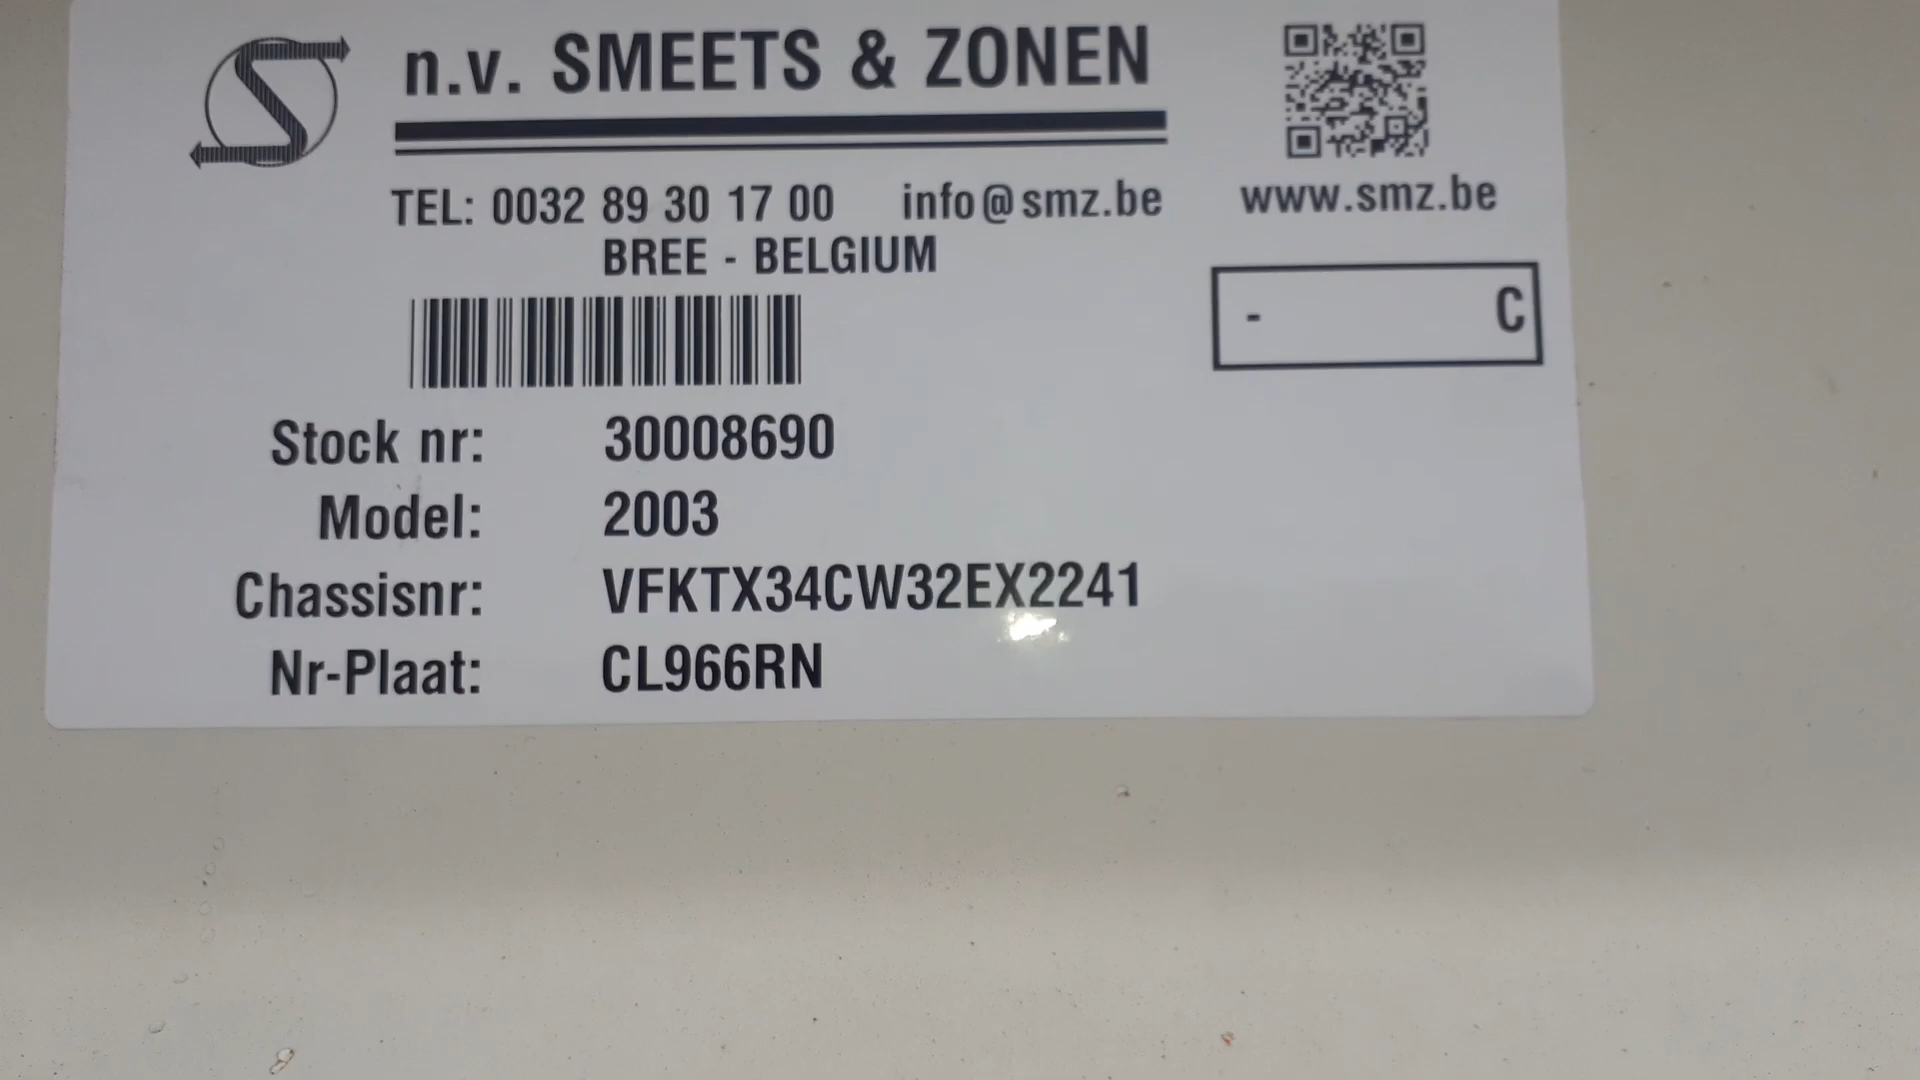 n.v. SMEETS & ZONEN
TEL: 0032 89 30 17 00 info@smz.be www.smz.be
BREE - BELGIUM
- C
Stock nr: 30008690
Model: 2003
Chassisnr: VFKTX34CW32EX2241
Nr-Plaat: CL966RN